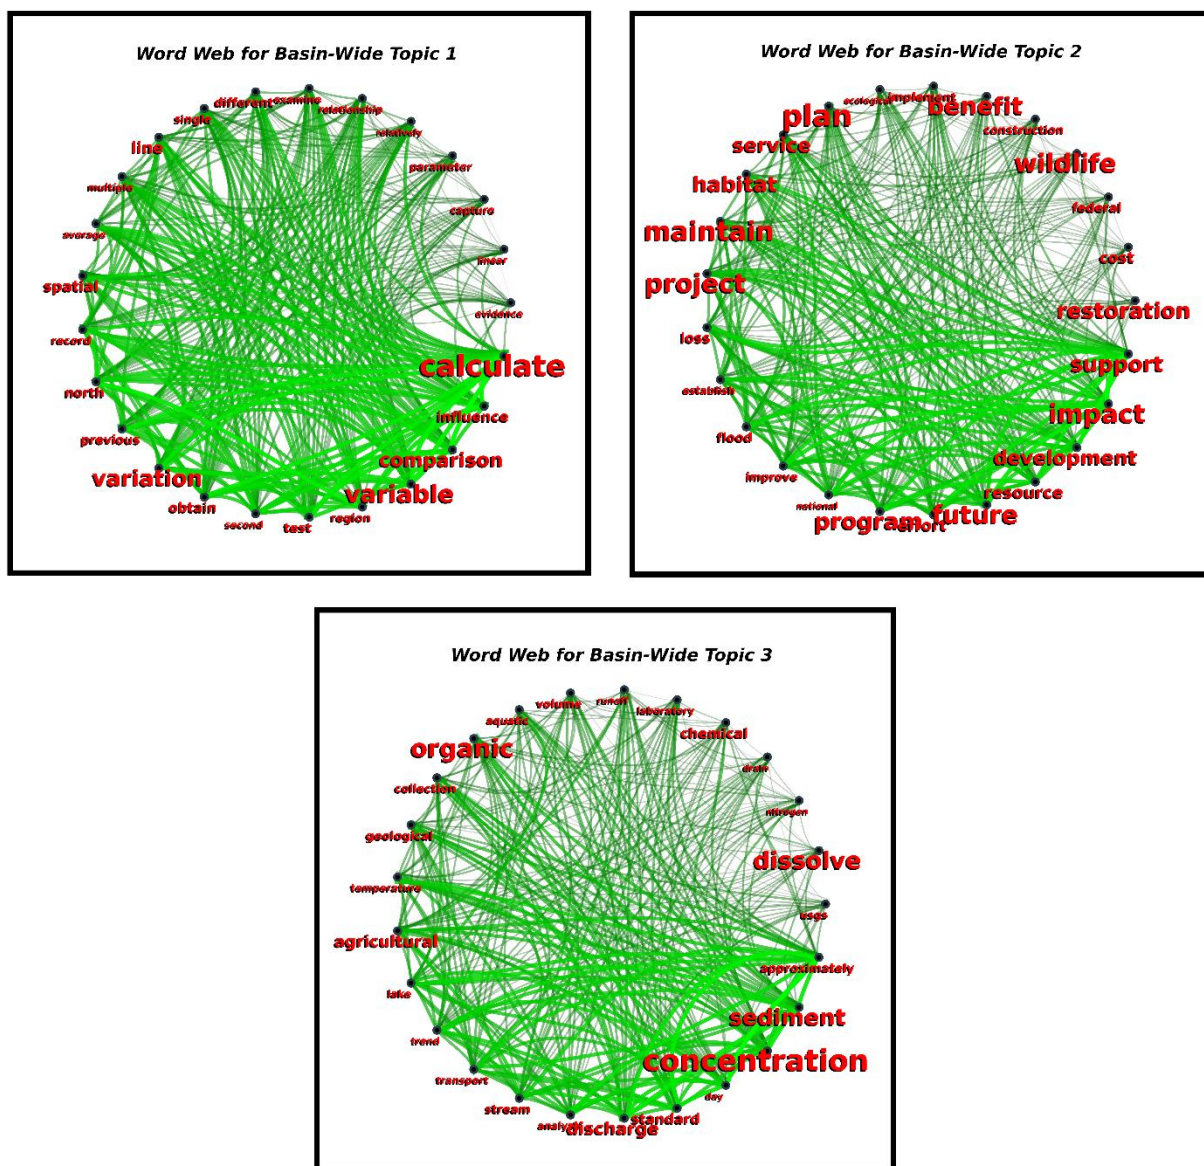 Word Web for Basin-Wide Topic 1
examine
different
relationship
single
relatively
line
parameter
multiple
capture
average
linear
spatial
evidence
record
calculate
north
influence
previous
comparison
variation
variable
obtain
region
second
test
Word Web for Basin-Wide Topic 2
ecological
implement
benefit
plan
construction
service
wildlife
habitat
federal
maintain
cost
project
restoration
loss
support
establish
impact
flood
development
improve
resource
national
program
effort
future
Word Web for Basin-Wide Topic 3
volume
runoff
laboratory
aquatic
chemical
organic
drain
collection
nitrogen
geological
dissolve
temperature
usgs
agricultural
approximately
lake
sediment
trend
concentration
transport
day
stream
standard
analysis
discharge